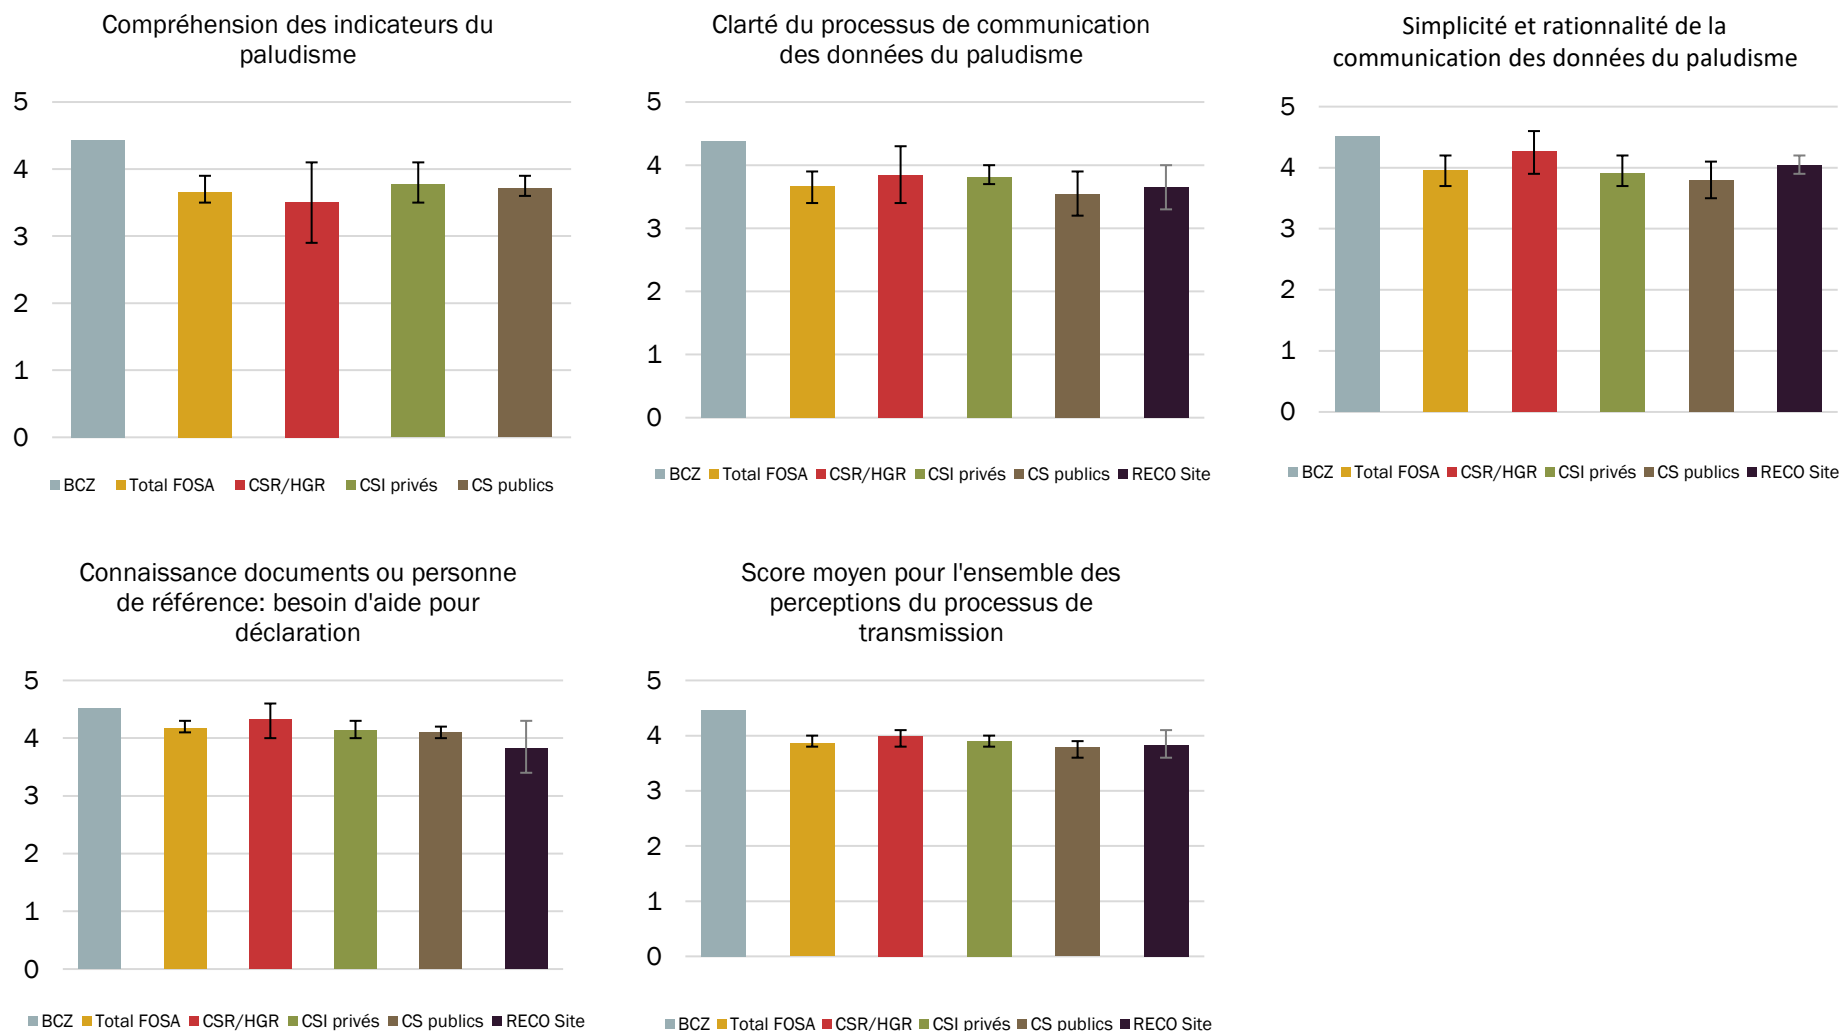 Compréhension des indicateurs du
paludisme
5
4
3
2
1
0
BCZ Total FOSA CSR/HGR CSI privés CS publics
Clarté du processus de communication
des données du paludisme
5
4
3
2
1
0
BCZ Total FOSA CSR/HGR CSI privés CS publics RECO Site
Simplicité et rationnalité de la
communication des données du paludisme
5
4
3
2
1
0
BCZ Total FOSA CSR/HGR CSI privés CS publics RECO Site
Connaissance documents ou personne
de référence: besoin d'aide pour
déclaration
5
4
3
2
1
0
BCZ Total FOSA CSR/HGR CSI privés CS publics RECO Site
Score moyen pour l'ensemble des
perceptions du processus de
transmission
5
4
3
2
1
0
BCZ Total FOSA CSR/HGR CSI privés CS publics RECO Site